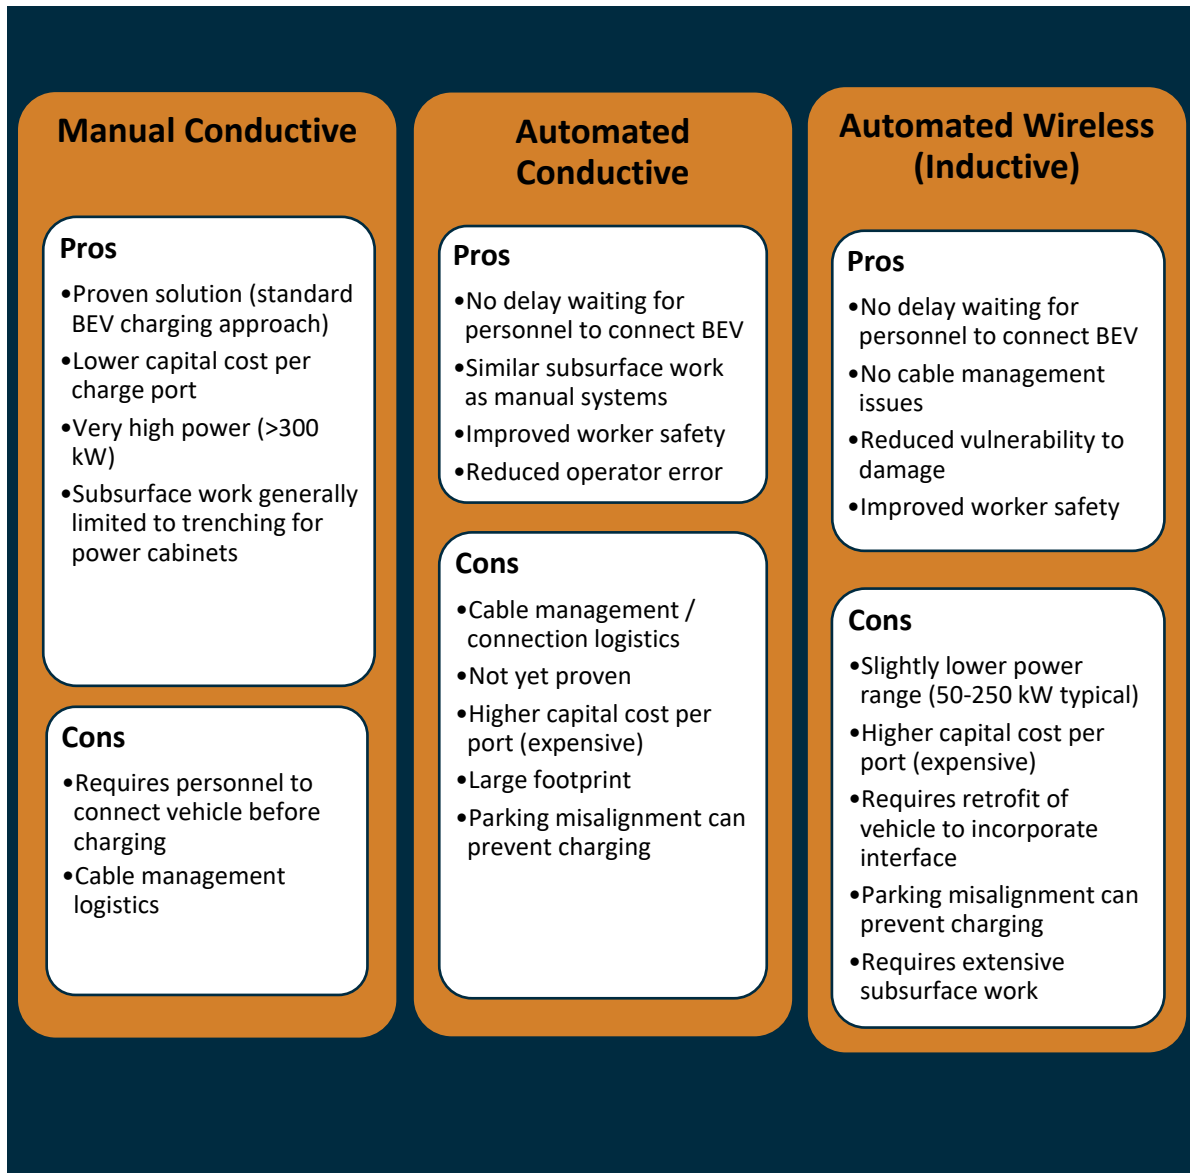 Manual Conductive
Pros
•Proven solution (standard
BEV charging approach)
•Lower capital cost per
charge port
•Very high power (>300
kW)
•Subsurface work generally
limited to trenching for
power cabinets
Cons
•Requires personnel to
connect vehicle before
charging
•Cable management
logistics
Automated
Conductive
Pros
•No delay waiting for
personnel to connect BEV
•Similar subsurface work
as manual systems
•Improved worker safety
•Reduced operator error
Cons
•Cable management /
connection logistics
•Not yet proven
•Higher capital cost per
port (expensive)
•Large footprint
•Parking misalignment can
prevent charging
Automated Wireless
(Inductive)
Pros
•No delay waiting for
personnel to connect BEV
•No cable management
issues
•Reduced vulnerability to
damage
•Improved worker safety
Cons
•Slightly lower power
range (50-250 kW typical)
•Higher capital cost per
port (expensive)
•Requires retrofit of
vehicle to incorporate
interface
•Parking misalignment can
prevent charging
•Requires extensive
subsurface work